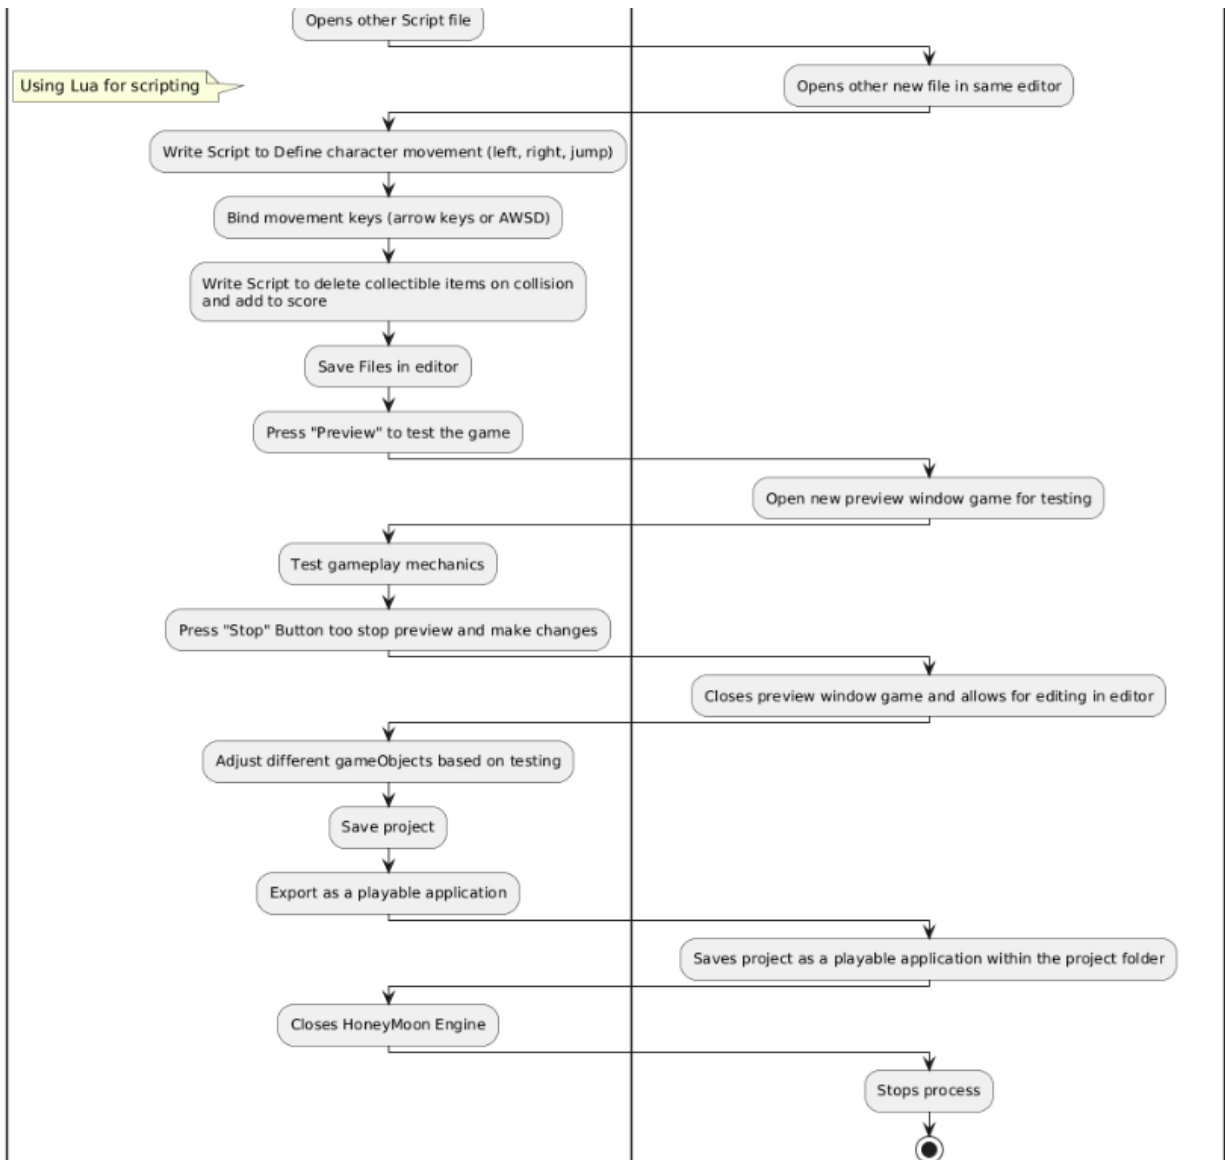 Opens other Script file
Using Lua for scripting
Opens other new file in same editor
Write Script to Define character movement (left, right, jump)
Bind movement keys (arrow keys or AWSD)
Write Script to delete collectible items on collision
and add to score
Save Files in editor
Press "Preview" to test the game
Open new preview window game for testing
Test gameplay mechanics
Press "Stop" Button too stop preview and make changes
Closes preview window game and allows for editing in editor
Adjust different gameObjects based on testing
Save project
Export as a playable application
Saves project as a playable application within the project folder
Closes HoneyMoon Engine
Stops process